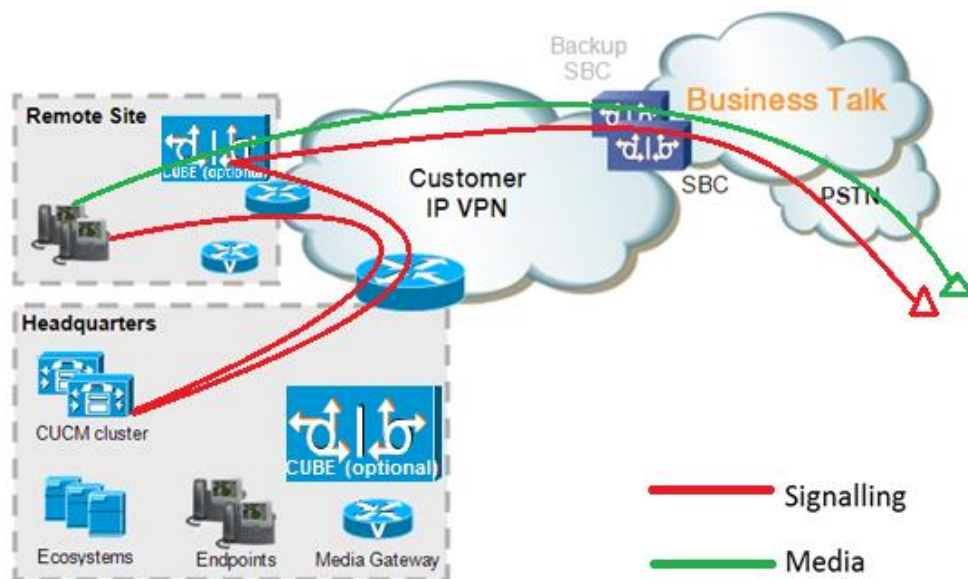 Backup
SBC
Business Talk
Remote Site
CUBE (optional)
Customer
IP VPN
SBC
PSTN
V
Headquarters
CUCM cluster
CUBE (optional)
V
Ecosystems
Endpoints
Media Gateway
Signalling
Media